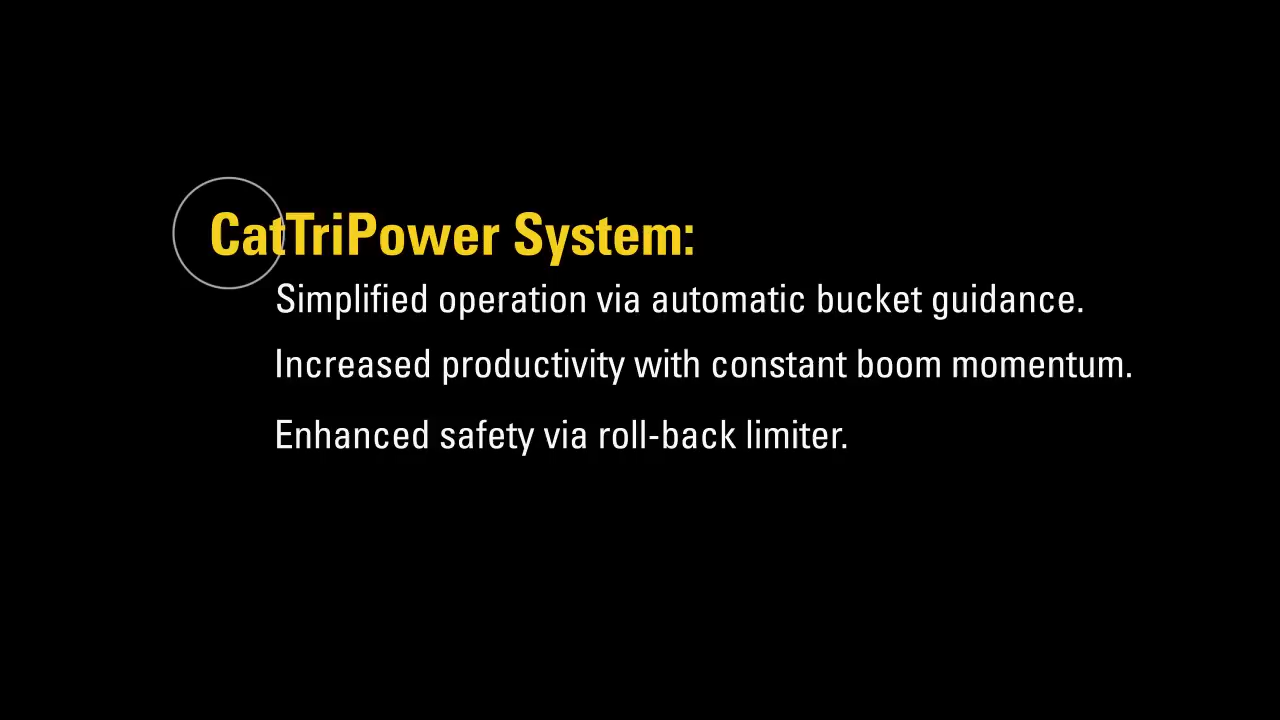 CatTriPower System:
Simplified operation via automatic bucket guidance.
Increased productivity with constant boom momentum.
Enhanced safety via roll-back limiter.